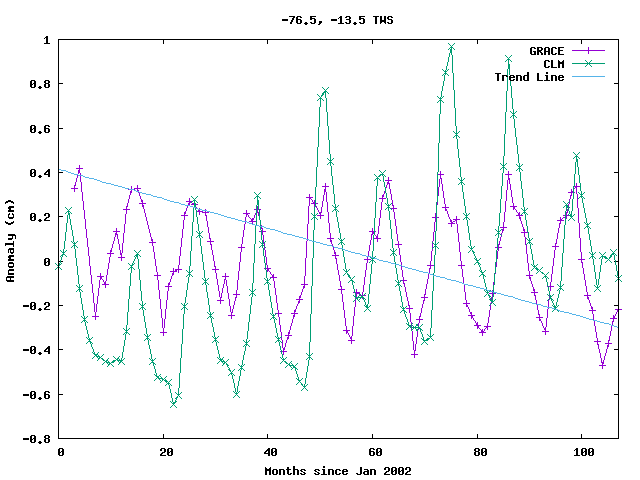 -76.5, -13.5 TWS
GRACE
CLM
Trend Line
Anomaly (cm)
1
0.8
0.6
0.4
0.2
0
-0.2
-0.4
-0.6
-0.8
0 20 40 60 80 100
Months since Jan 2002